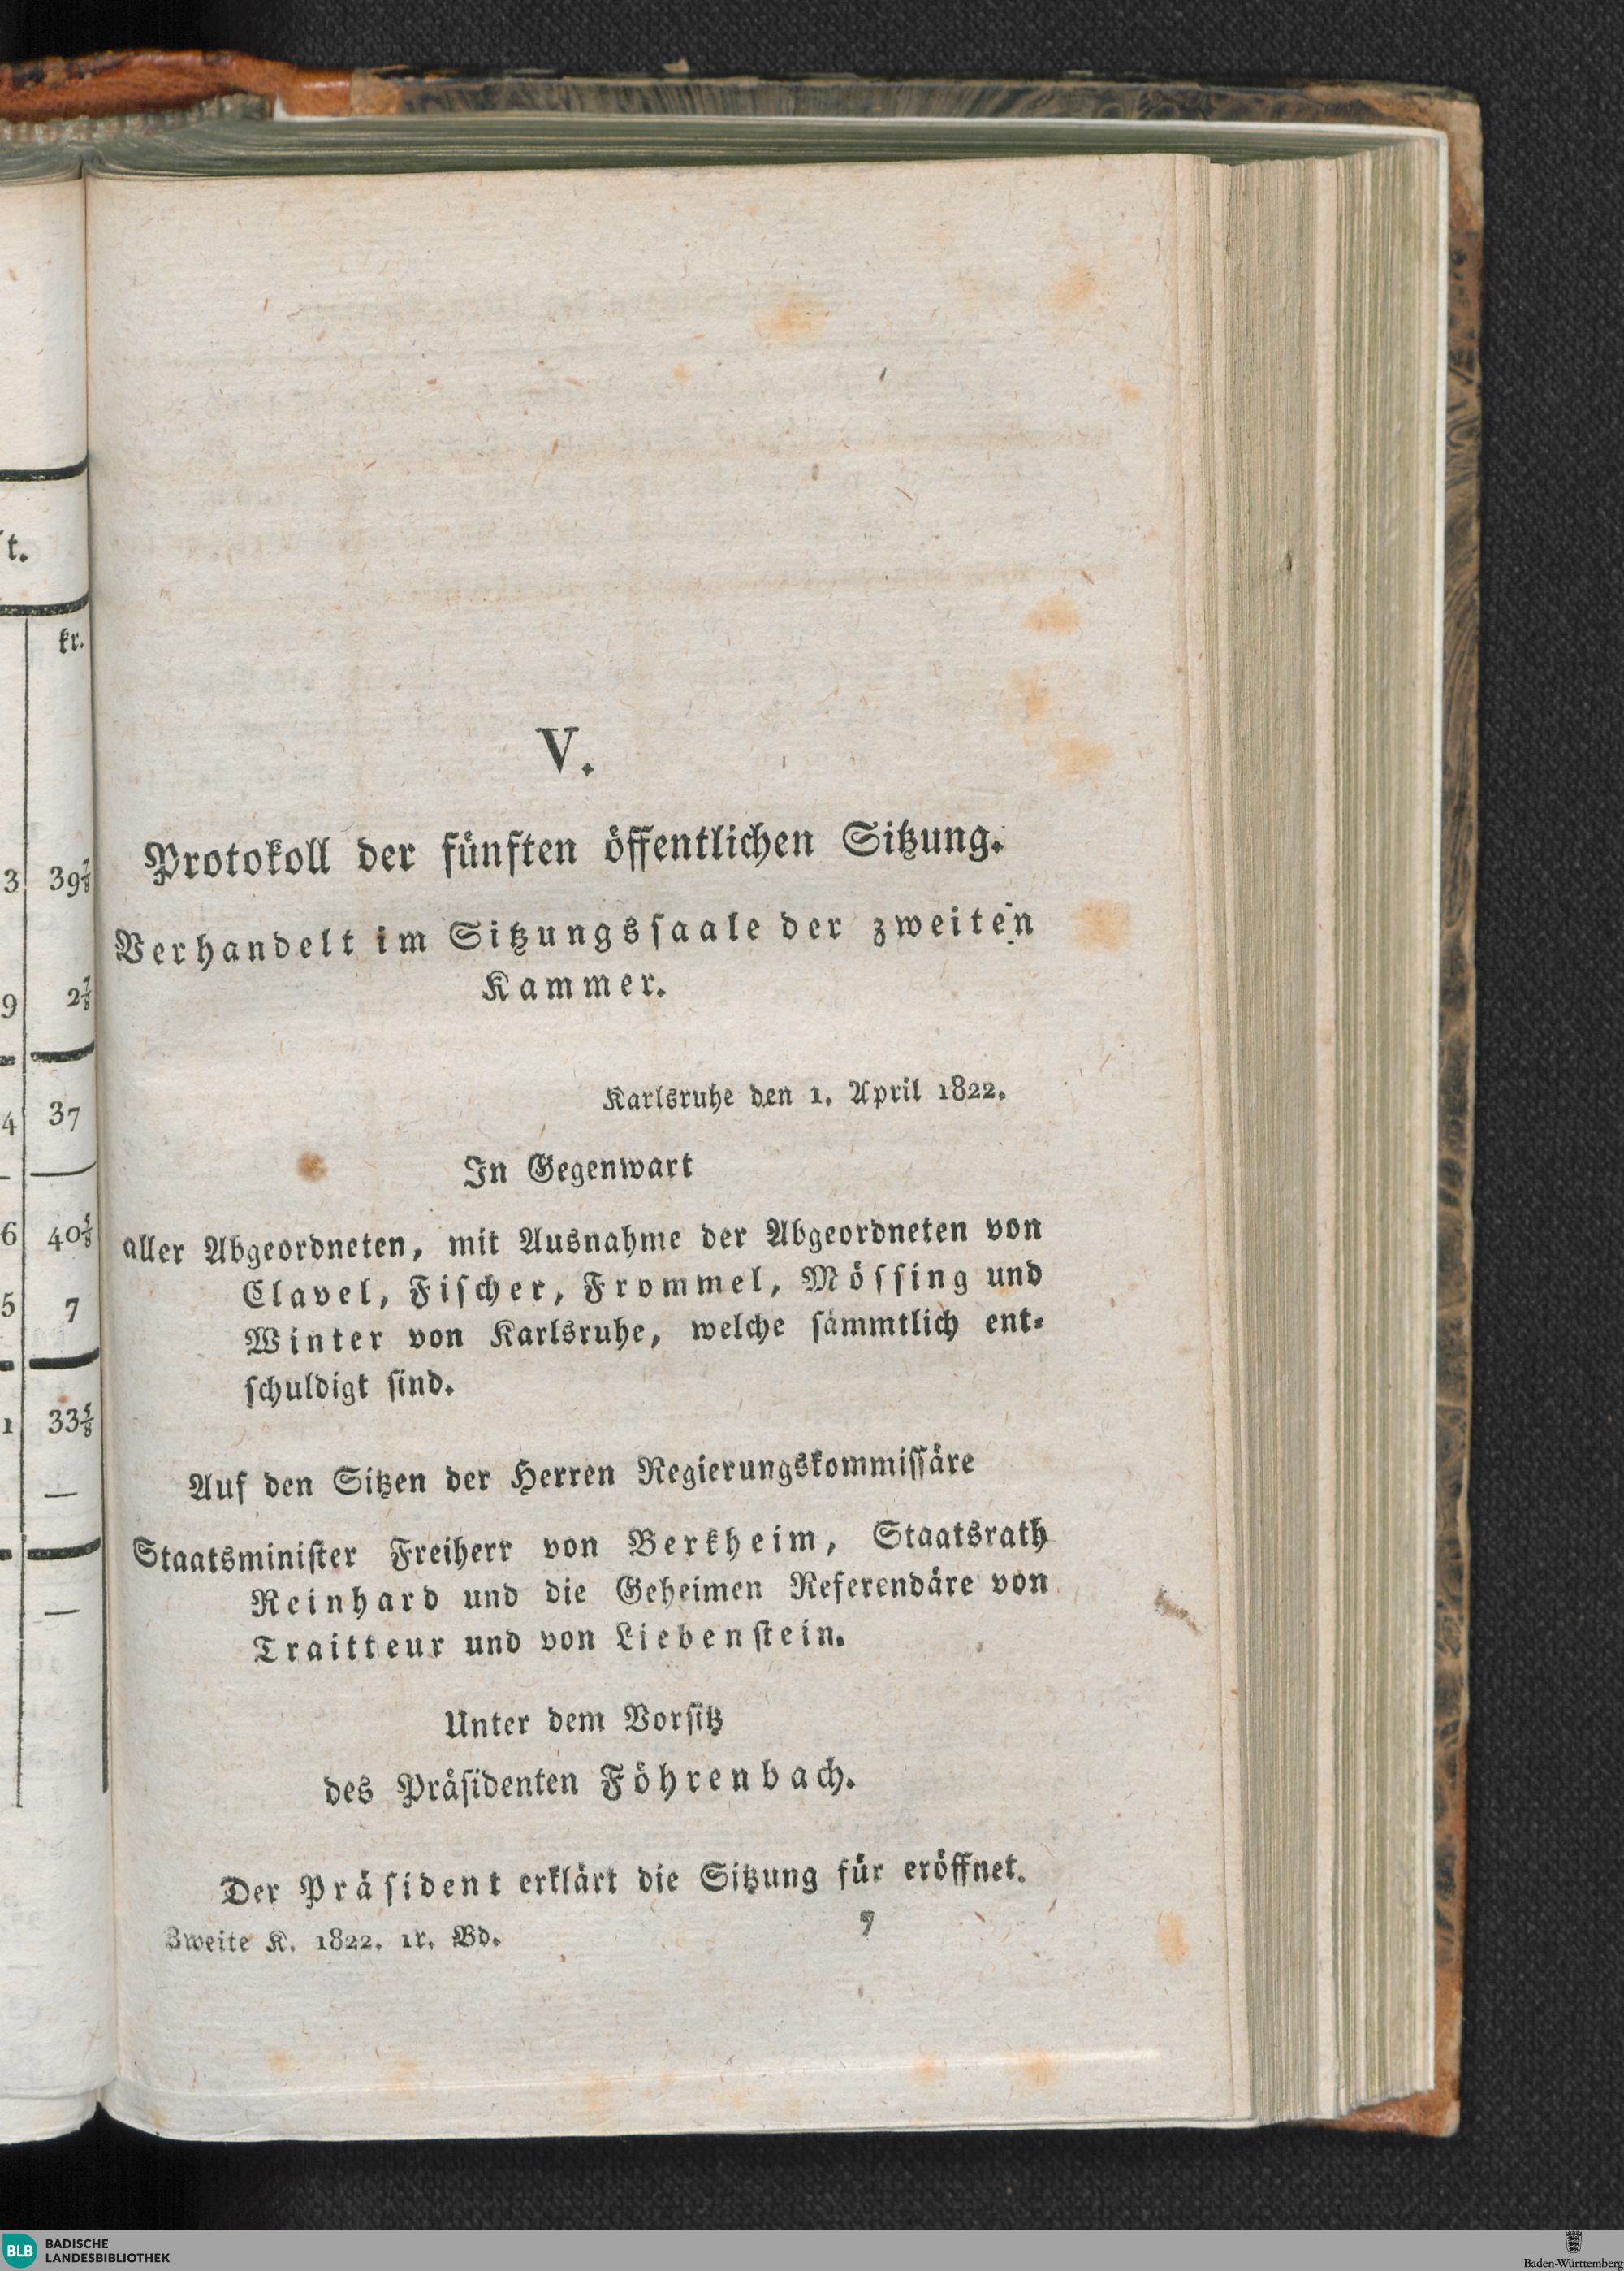 t.
kr.
3 39⅞
9 2⅞
4 37
6 40⅝
5 7
1 33⅝
—
—
V.
Protokoll der fünften öffentlichen Sitzung.
Verhandelt im Sitzungssaale der zweiten
Kammer.
Karlsruhe den 1. April 1822.
In Gegenwart
aller Abgeordneten, mit Ausnahme der Abgeordneten von
Clavel, Fischer, Frommel, Mössing und
Winter von Karlsruhe, welche sämmtlich ent-
schuldigt sind.
Auf den Sitzen der Herren Regierungskommissäre
Staatsminister Freiherr von Berkheim, Staatsrath
Reinhard und die Geheimen Referendäre von
Traitteur und von Liebenstein.
Unter dem Vorsitz
des Präsidenten Föhrenbach.
Der Präsident erklärt die Sitzung für eröffnet.
Zweite K. 1822. 1r. Bd. 7
BLB BADISCHE
LANDESBIBLIOTHEK
Baden-Württemberg